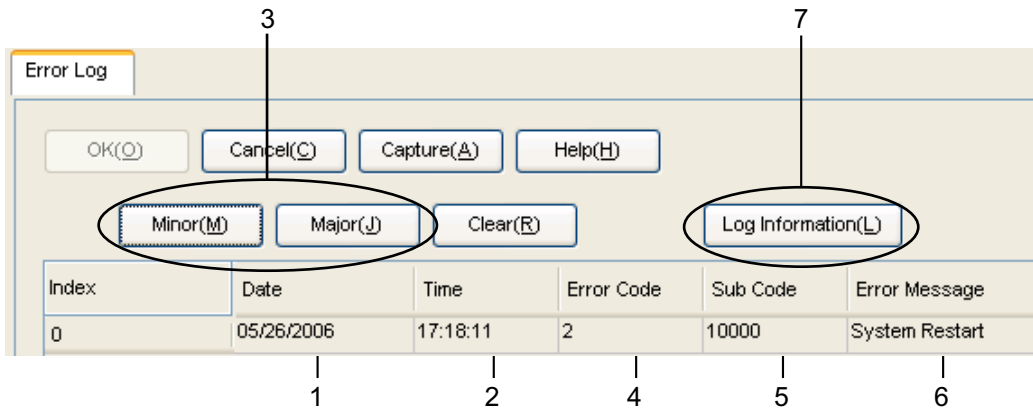 3 7
Error Log
OK(O) Cancel(C) Capture(A) Help(H)
Minor(M) Major(J) Clear(R) Log Information(L)
Index Date Time Error Code Sub Code Error Message
0 05/26/2006 17:18:11 2 10000 System Restart
1 2 4 5 6